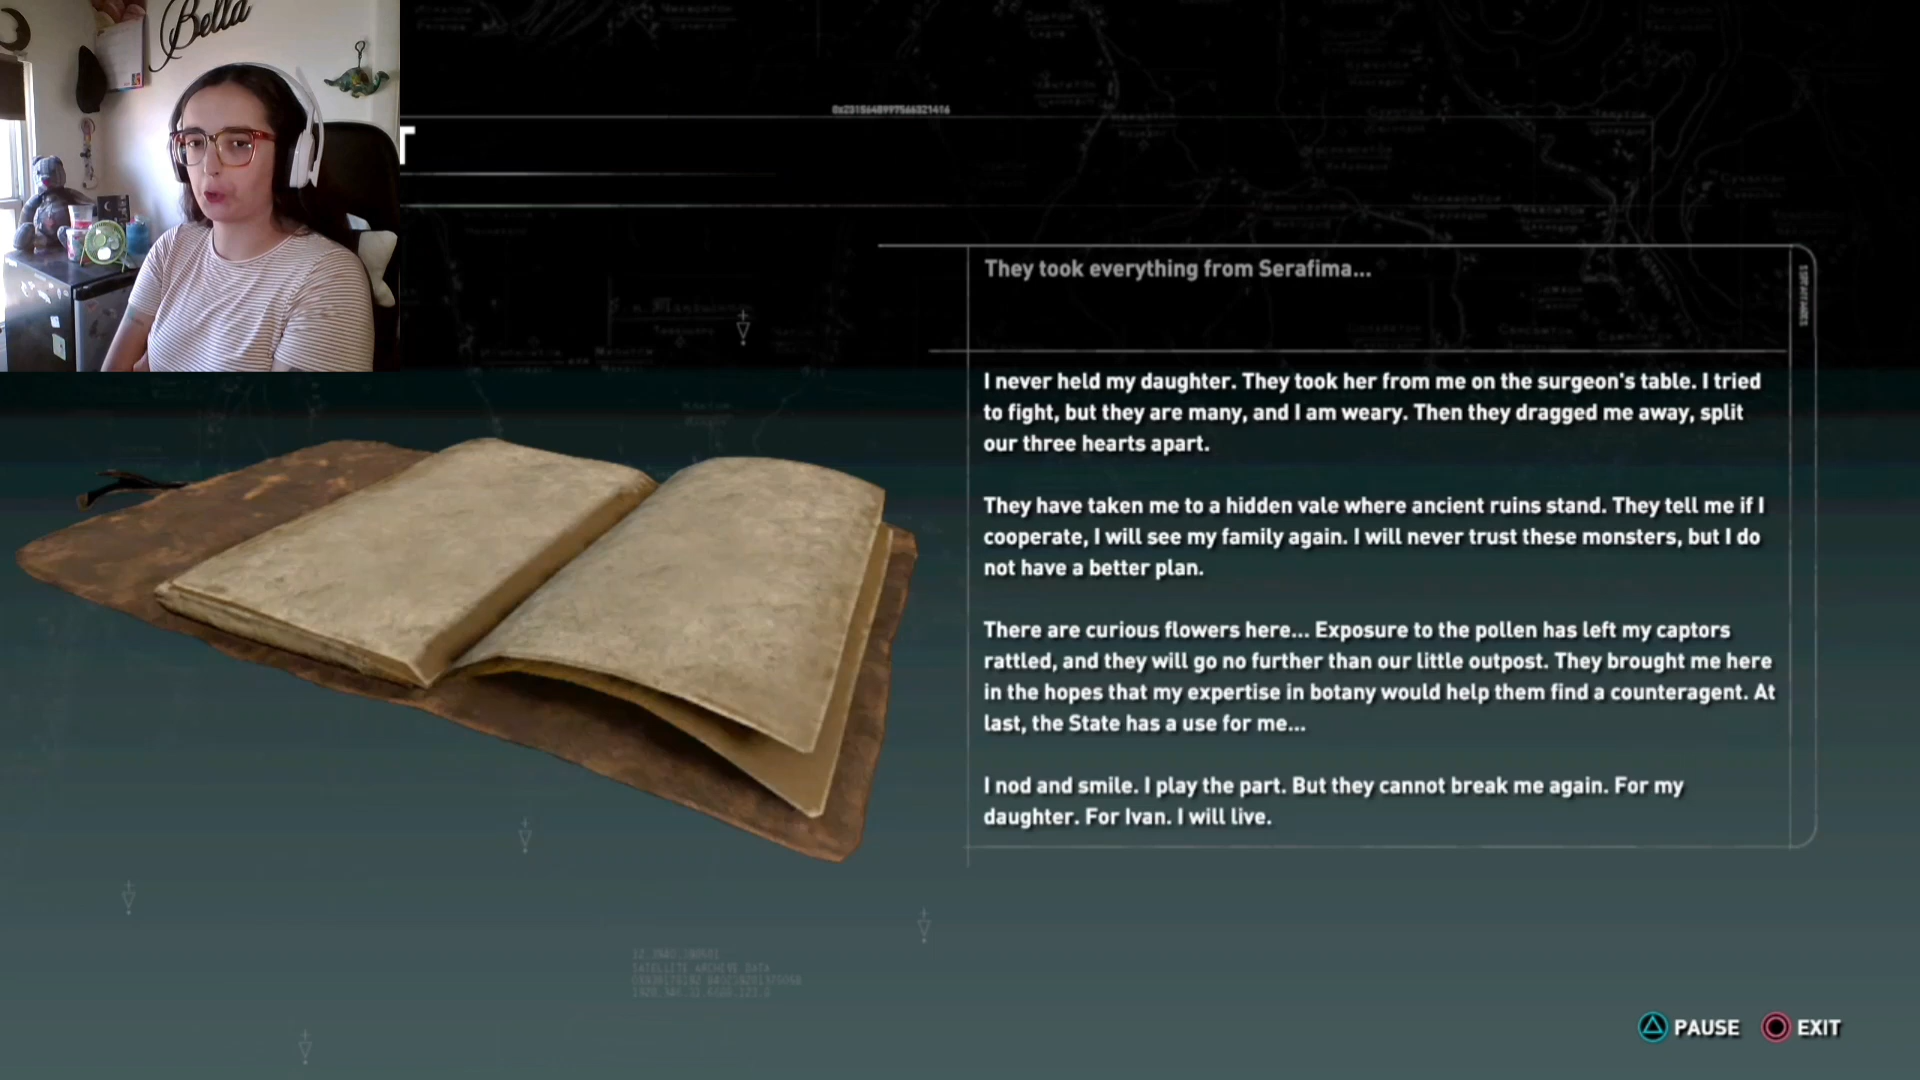 Bella
0x2315648997566321416
T
They took everything from Serafima...
I never held my daughter. They took her from me on the surgeon's table. I tried
to fight, but they are many, and I am weary. Then they dragged me away, split
our three hearts apart.
They have taken me to a hidden vale where ancient ruins stand. They tell me if I
cooperate, I will see my family again. I will never trust these monsters, but I do
not have a better plan.
There are curious flowers here... Exposure to the pollen has left my captors
rattled, and they will go no further than our little outpost. They brought me here
in the hopes that my expertise in botany would help them find a counteragent. At
last, the State has a use for me...
I nod and smile. I play the part. But they cannot break me again. For my
daughter. For Ivan. I will live.
SATELLITE ARCHIVE DATA
PAUSE
EXIT